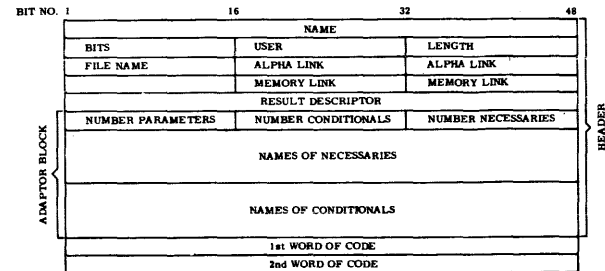 BIT NO. 1 16 32 48
NAME
BITS USER LENGTH
FILE NAME ALPHA LINK ALPHA LINK
MEMORY LINK MEMORY LINK
RESULT DESCRIPTOR
NUMBER PARAMETERS NUMBER CONDITIONALS NUMBER NECESSARIES
NAMES OF NECESSARIES
NAMES OF CONDITIONALS
1st WORD OF CODE
2nd WORD OF CODE
ADAPTOR BLOCK
HEADER